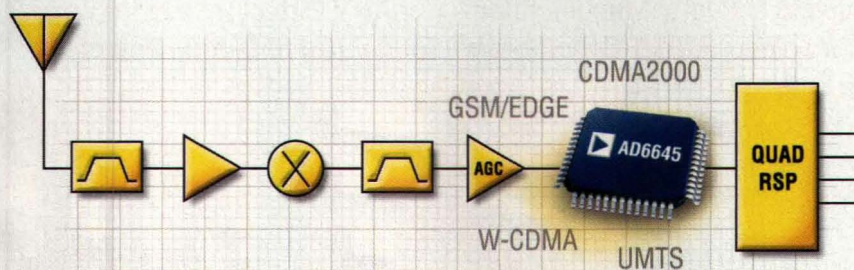 CDMA2000
GSM/EDGE
AD6645
AGC
QUAD
RSP
W-CDMA
UMTS